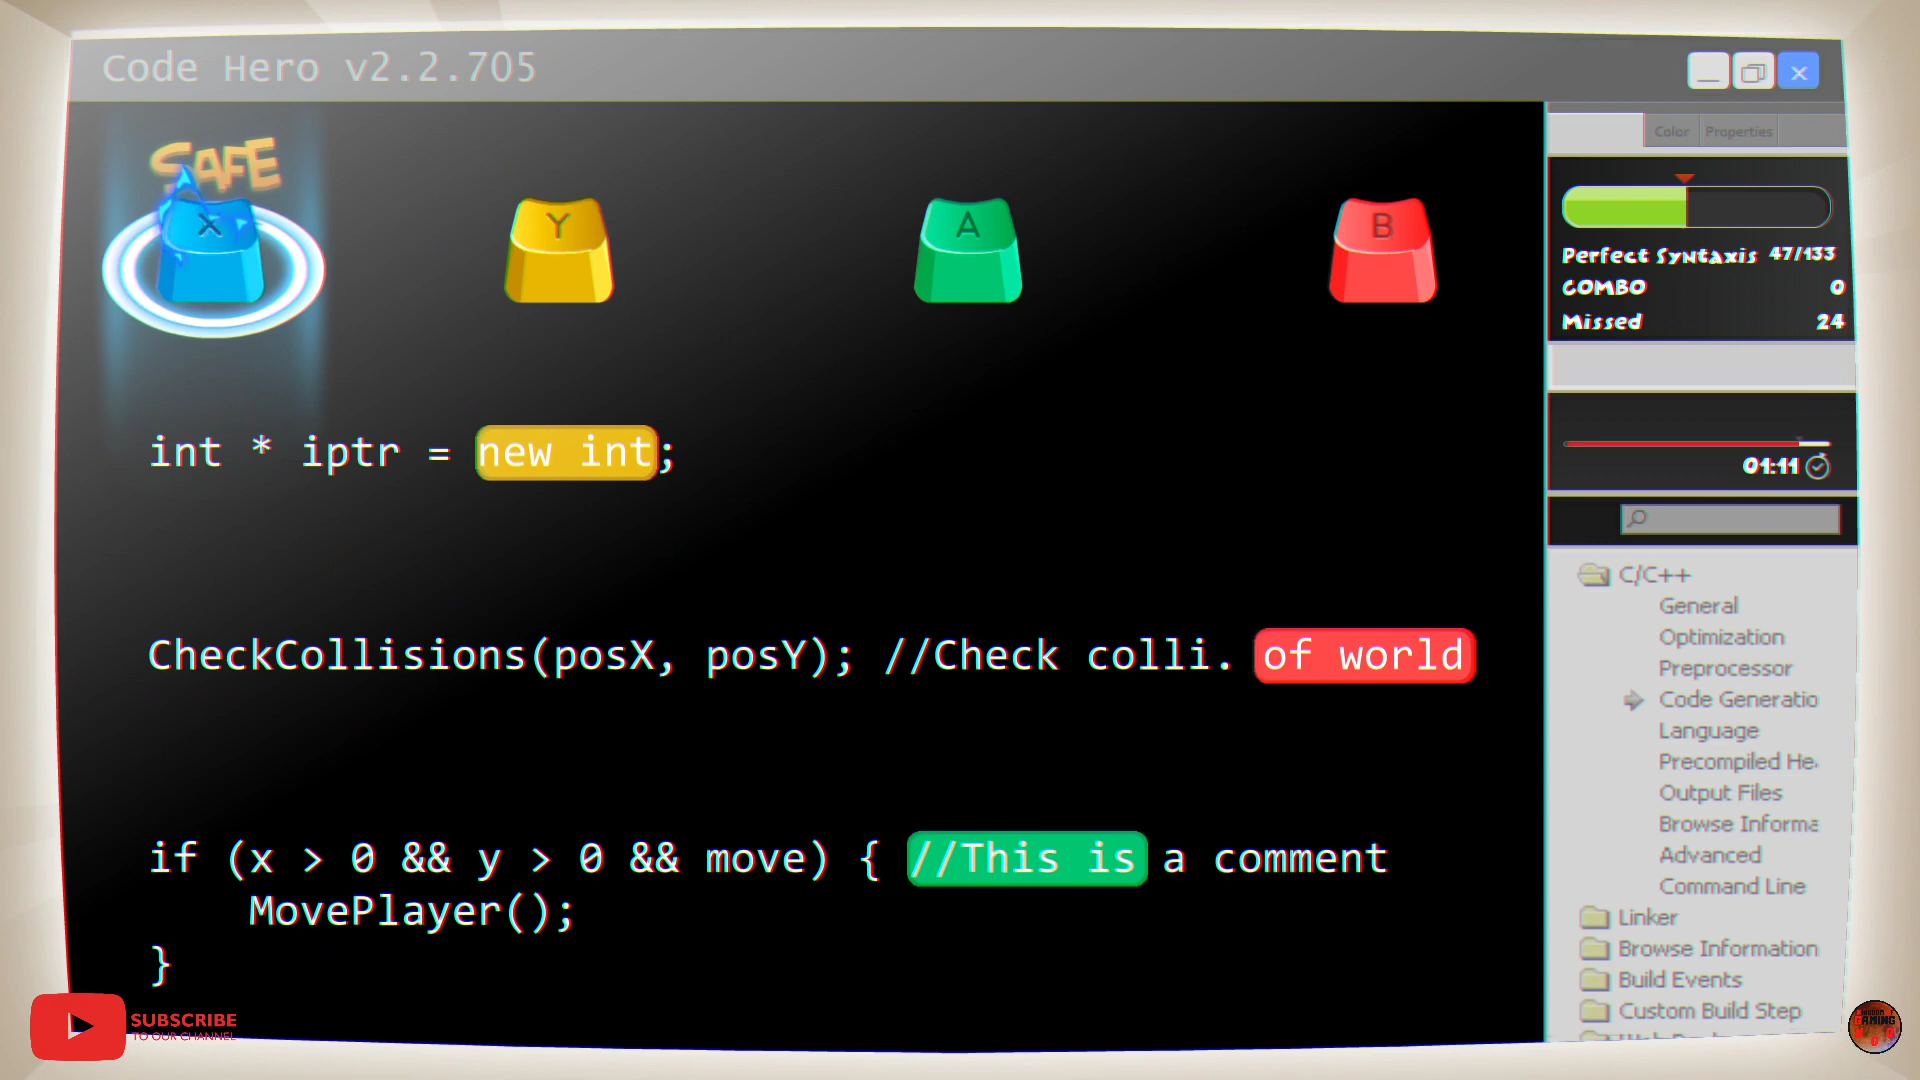 Code Hero v2.2.705
Color Properties
SAFE
X Y A B
Perfect Syntaxis 47/133
COMBO 0
Missed 24
int * iptr = new int;
01:11
C/C++
General
Optimization
CheckCollisions(posX, posY); //Check colli. of world
Preprocessor
Code Generatio
Language
Precompiled He
Output Files
Browse Informa
if (x > 0 && y > 0 && move) { //This is a comment
MovePlayer();
}
Advanced
Command Line
Linker
Browse Information
Build Events
Custom Build Step
SUBSCRIBE
TO OUR CHANNEL
GAMING